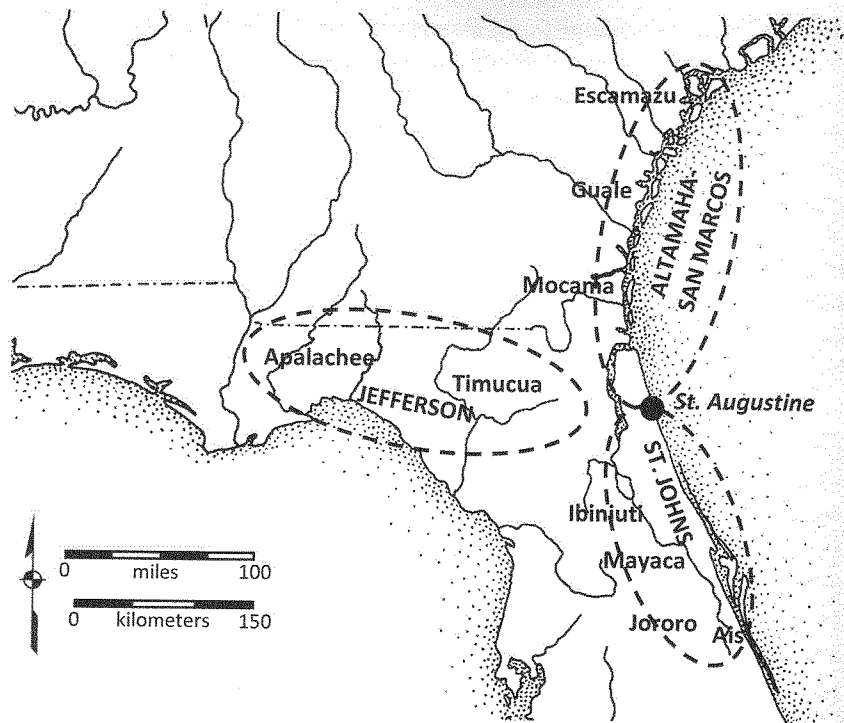 Escamazu
Guale
ALTAMAHA-
SAN MARCOS
Mocama
Apalachee
Timucua
JEFFERSON
St. Augustine
ST. JOHNS
Ibiniuti
Mayaca
Jororo
Ais
0 miles 100
0 kilometers 150